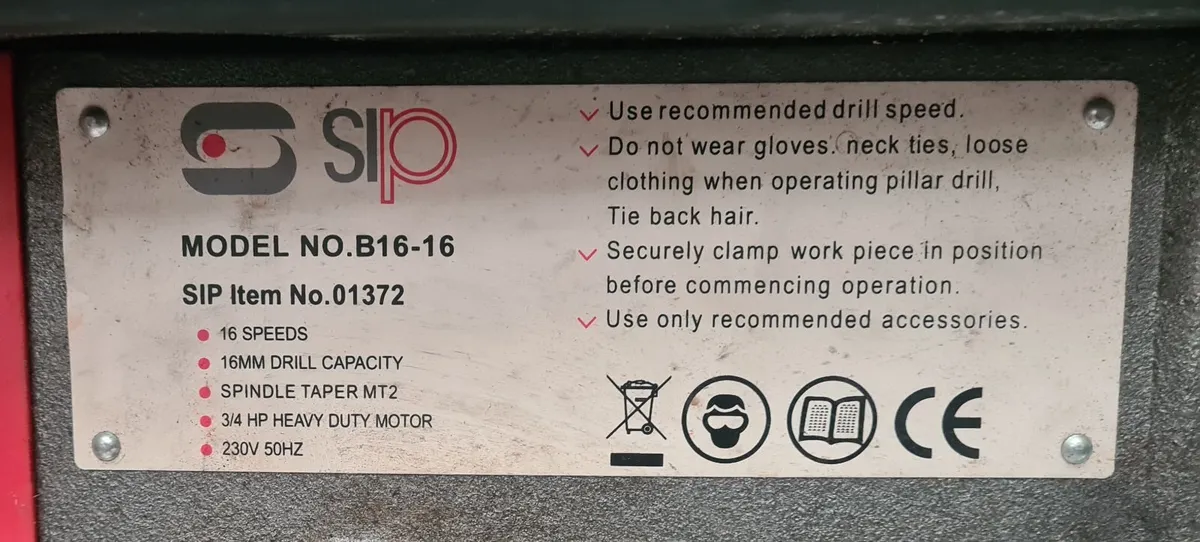 SIP
MODEL NO.B16-16
SIP Item No.01372
16 SPEEDS
16MM DRILL CAPACITY
SPINDLE TAPER MT2
3/4 HP HEAVY DUTY MOTOR
230V 50HZ
Use recommended drill speed.
Do not wear gloves. neck ties, loose
clothing when operating pillar drill,
Tie back hair.
Securely clamp work piece in position
before commencing operation.
Use only recommended accessories.
CE